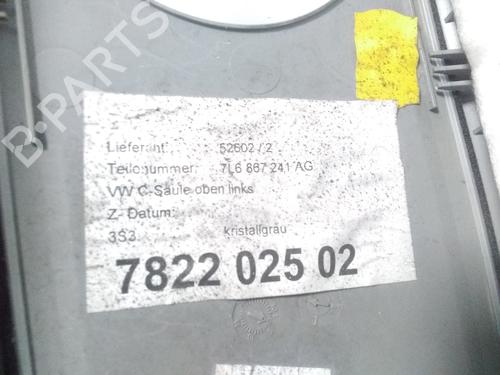 Lieferant: 52602 / 2
Teilenummer: 7L6 867 241 AG
VW C-Säule oben links
Z- Datum:
3S3 kristallgrau
7822 025 02
B-PARTS